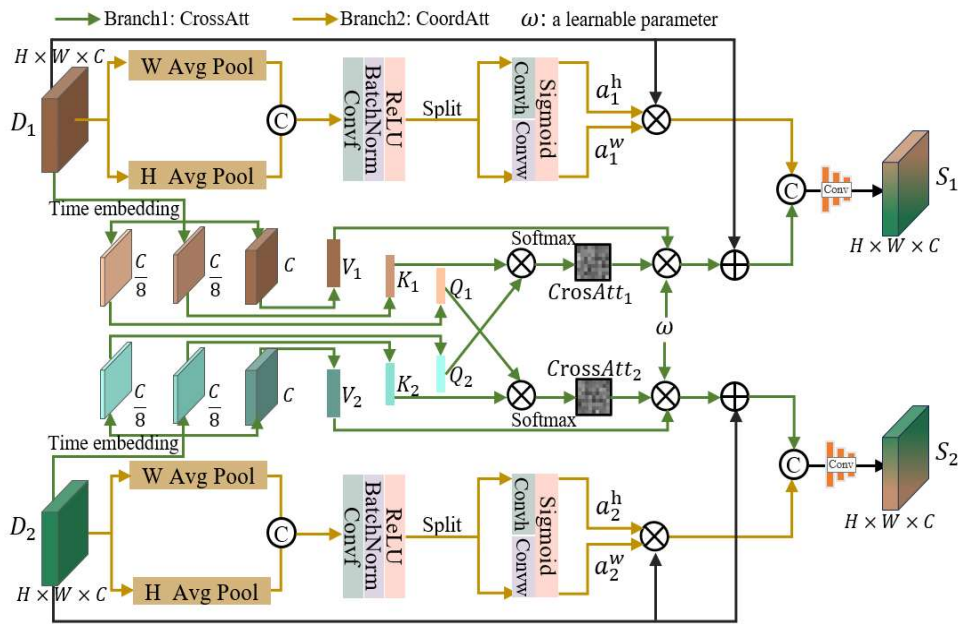 Branch1: CrossAtt
Branch2: CoordAtt
ω: a learnable parameter
H × W × C
D₁
W Avg Pool
H Avg Pool
C
Convf
BatchNorm
ReLU
Split
Convh
Convw
Sigmoid
a₁ʰ
a₁ʷ
C
Conv
S₁
H × W × C
Time embedding
C/8
C/8
C
V₁
K₁
Q₁
Softmax
CrosAtt₁
ω
C/8
C/8
C
V₂
K₂
Q₂
Softmax
CrossAtt₂
Time embedding
D₂
H × W × C
W Avg Pool
H Avg Pool
C
Convf
BatchNorm
ReLU
Split
Convh
Convw
Sigmoid
a₂ʰ
a₂ʷ
C
Conv
S₂
H × W × C